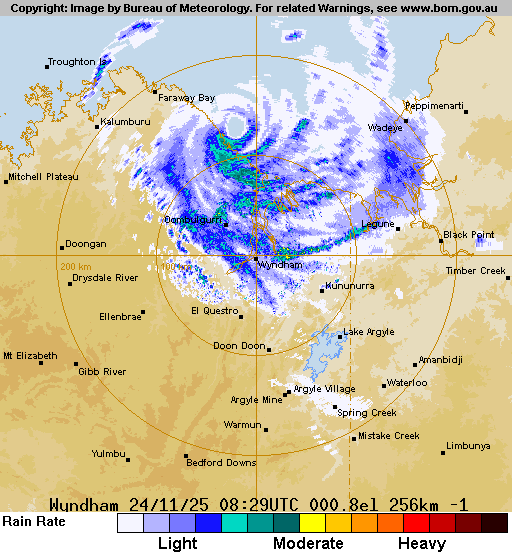 Copyright: Image by Bureau of Meteorology. For related Warnings, see www.bom.gov.au
Troughton Is
Faraway Bay
Peppimenarti
Kalumburu
Wadeye
Mitchell Plateau
Oombulgurri
Legune
Black Point
Doongan
200 km
100
Wyndham
Timber Creek
Drysdale River
Kununurra
Ellenbrae
El Questro
Lake Argyle
Doon Doon
Mt Elizabeth
Gibb River
Amanbidji
Waterloo
Argyle Village
Argyle Mine
Spring Creek
Warmun
Mistake Creek
Limbunya
Yulmbu
Bedford Downs
Wyndham 24/11/25 08:29UTC 000.8el 256km -1
Rain Rate
Light Moderate Heavy